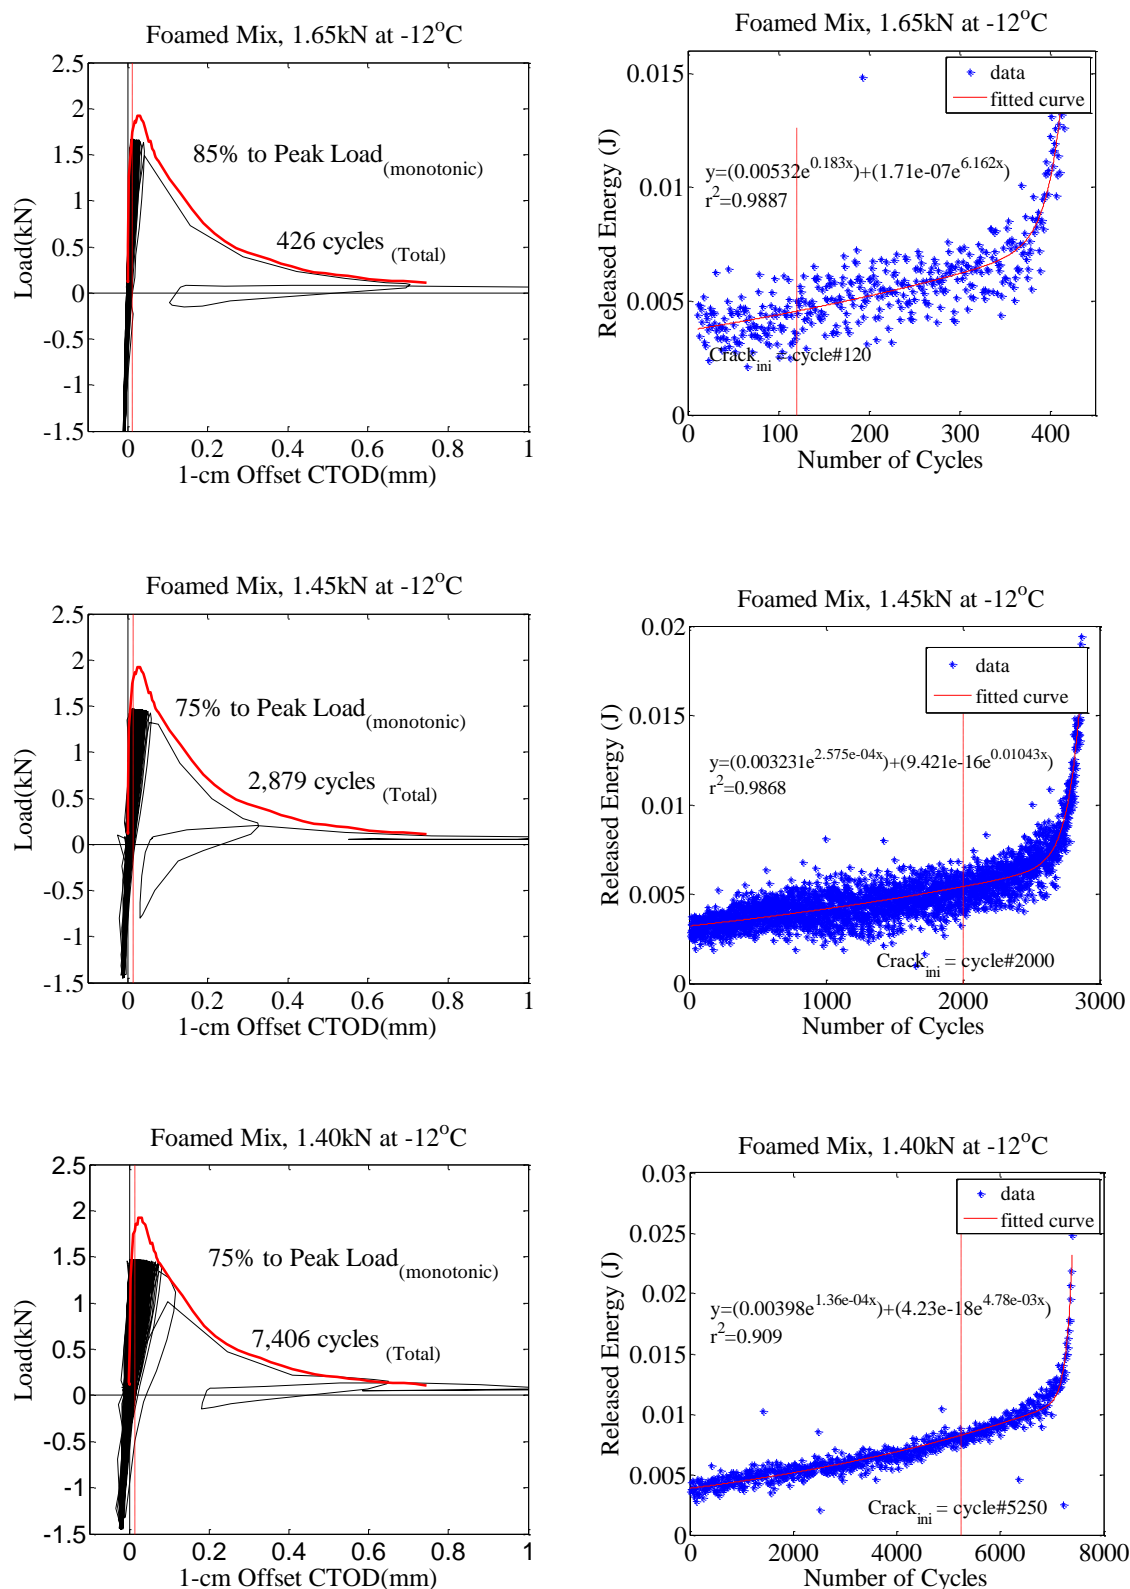 Foamed Mix, 1.65kN at -12°C
2.5
2
1.5
1
0.5
0
-0.5
-1
-1.5
Load(kN)
85% to Peak Load(monotonic)
426 cycles (Total)
0 0.2 0.4 0.6 0.8 1
1-cm Offset CTOD(mm)
Foamed Mix, 1.65kN at -12°C
0.015
0.01
0.005
0
Released Energy (J)
data
fitted curve
y=(0.00532e^0.183x)+(1.71e-07e^6.162x)
r^2=0.9887
Crack_ini = cycle#120
0 100 200 300 400
Number of Cycles
Foamed Mix, 1.45kN at -12°C
2.5
2
1.5
1
0.5
0
-0.5
-1
-1.5
Load(kN)
75% to Peak Load(monotonic)
2,879 cycles (Total)
0 0.2 0.4 0.6 0.8 1
1-cm Offset CTOD(mm)
Foamed Mix, 1.45kN at -12°C
0.02
0.015
0.01
0.005
0
Released Energy (J)
data
fitted curve
y=(0.003231e^2.575e-04x)+(9.421e-16e^0.01043x)
r^2=0.9868
Crack_ini = cycle#2000
0 1000 2000 3000
Number of Cycles
Foamed Mix, 1.40kN at -12°C
2.5
2
1.5
1
0.5
0
-0.5
-1
-1.5
Load(kN)
75% to Peak Load(monotonic)
7,406 cycles (Total)
0 0.2 0.4 0.6 0.8 1
1-cm Offset CTOD(mm)
Foamed Mix, 1.40kN at -12°C
0.03
0.025
0.02
0.015
0.01
0.005
0
Released Energy (J)
data
fitted curve
y=(0.00398e^1.36e-04x)+(4.23e-18e^4.78e-03x)
r^2=0.909
Crack_ini = cycle#5250
0 2000 4000 6000 8000
Number of Cycles